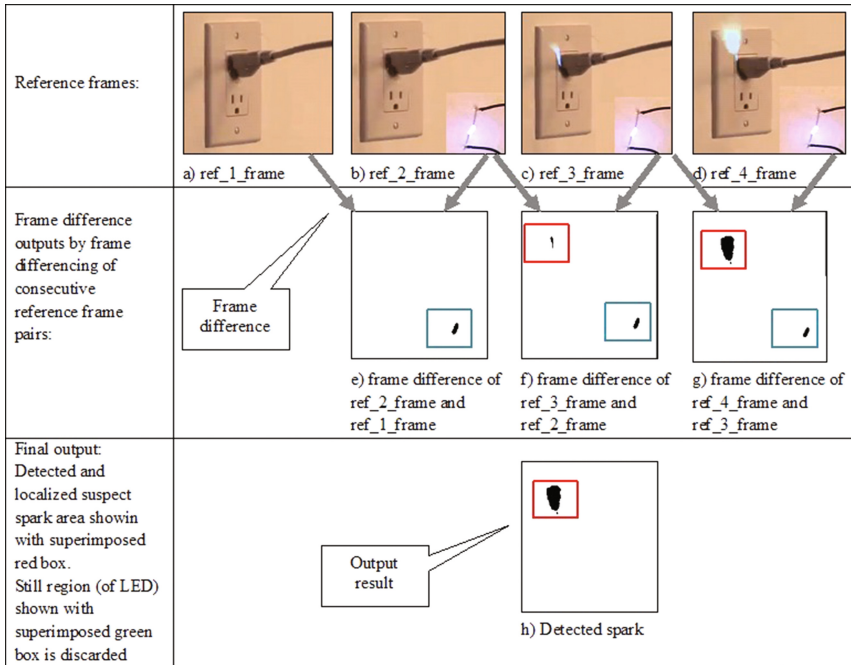 Reference frames:
a) ref_1_frame
b) ref_2_frame
c) ref_3_frame
d) ref_4_frame
Frame difference
outputs by frame
differencing of
consecutive
reference frame
pairs:
Frame
difference
e) frame difference of
ref_2_frame and
ref_1_frame
f) frame difference of
ref_3_frame and
ref_2_frame
g) frame difference of
ref_4_frame and
ref_3_frame
Final output:
Detected and
localized suspect
spark area showin
with superimposed
red box.
Still region (of LED)
shown with
superimposed green
box is discarded
Output
result
h) Detected spark